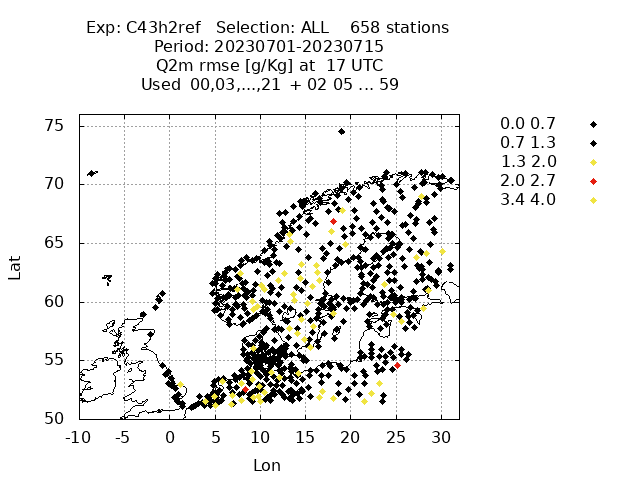 Exp: C43h2ref Selection: ALL 658 stations
Period: 20230701-20230715
Q2m rmse [g/Kg] at 17 UTC
Used 00,03,...,21 + 02 05 ... 59
0.0 0.7
0.7 1.3
1.3 2.0
2.0 2.7
3.4 4.0
75
70
65
60
55
50
Lat
-10 -5 0 5 10 15 20 25 30
Lon